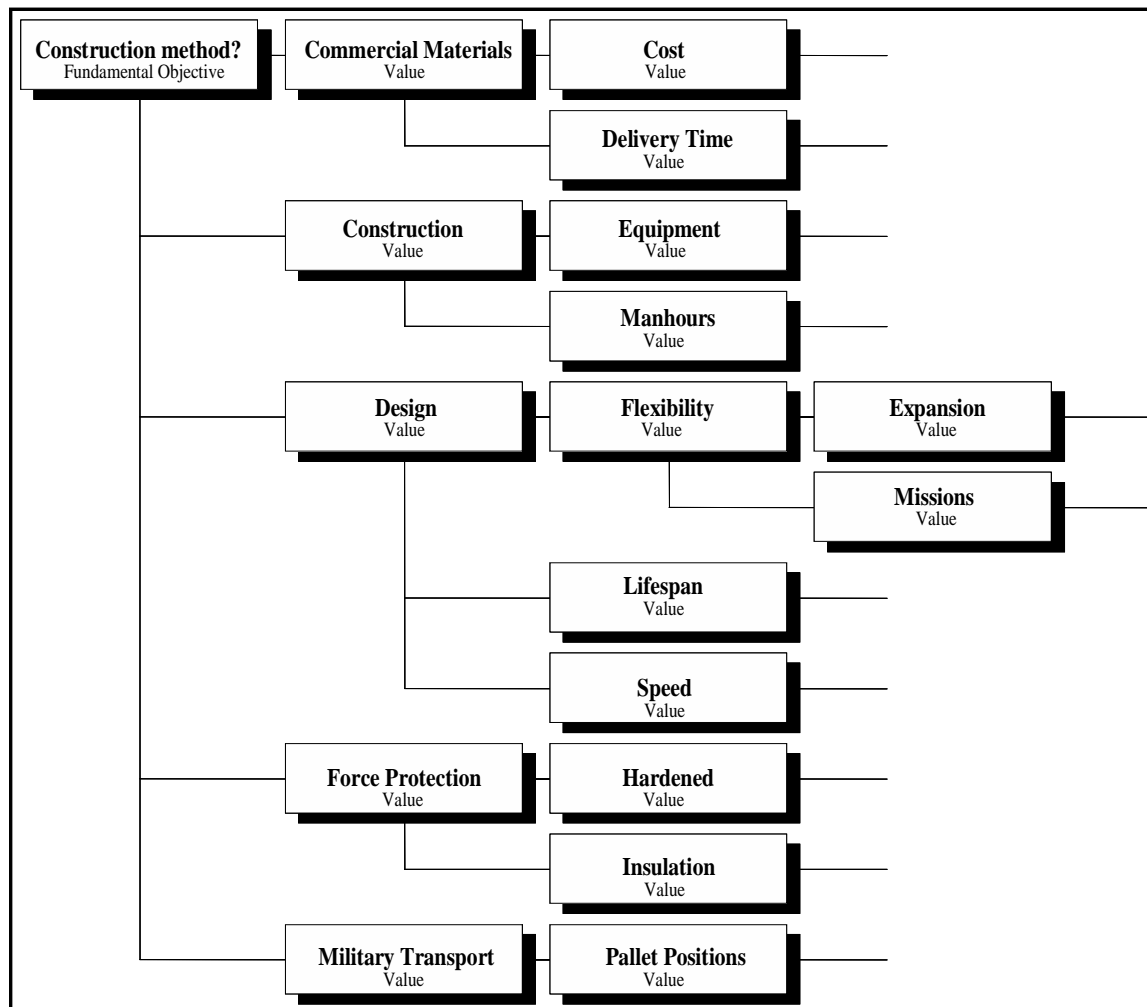 Construction method?
Fundamental Objective
Commercial Materials
Value
Cost
Value
Delivery Time
Value
Construction
Value
Equipment
Value
Manhours
Value
Design
Value
Flexibility
Value
Expansion
Value
Missions
Value
Lifespan
Value
Speed
Value
Force Protection
Value
Hardened
Value
Insulation
Value
Military Transport
Value
Pallet Positions
Value